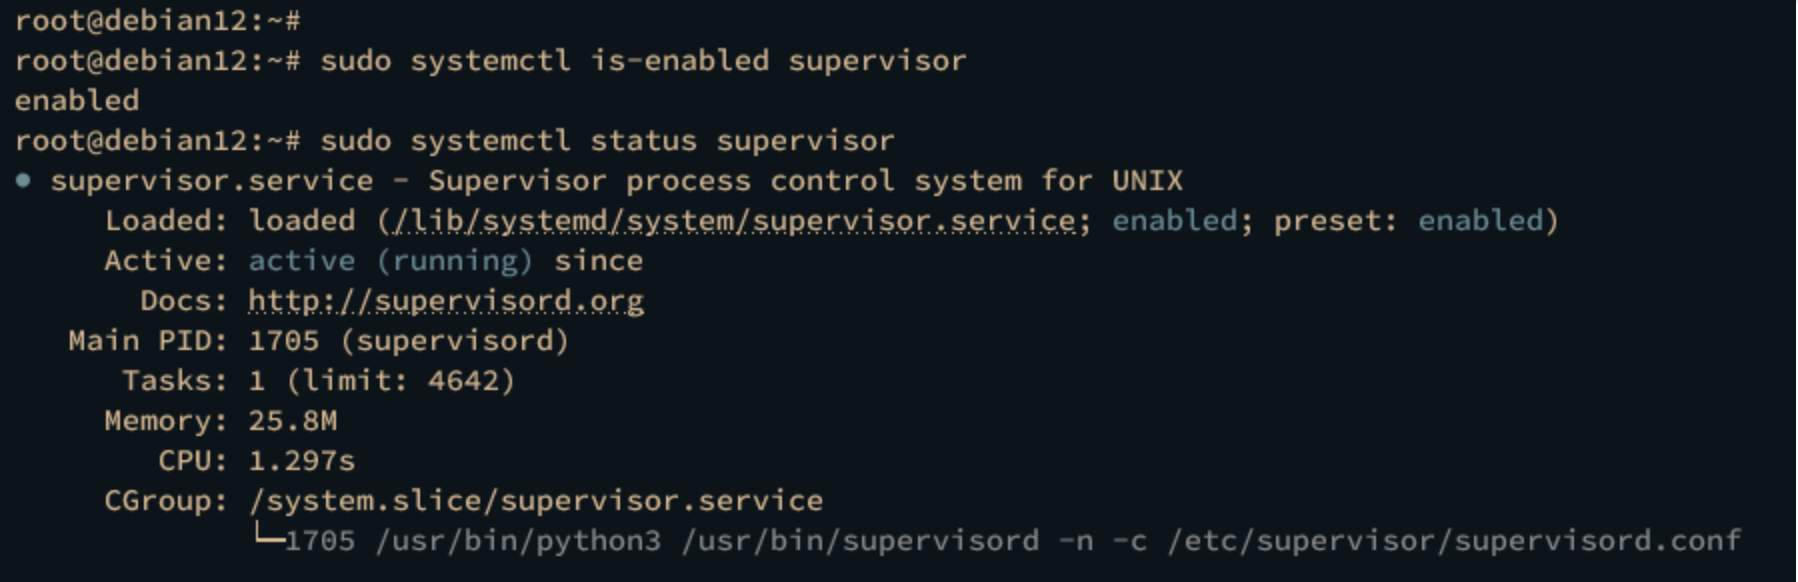 root@debian12:~#
root@debian12:~# sudo systemctl is-enabled supervisor
enabled
root@debian12:~# sudo systemctl status supervisor
● supervisor.service - Supervisor process control system for UNIX
     Loaded: loaded (/lib/systemd/system/supervisor.service; enabled; preset: enabled)
     Active: active (running) since
       Docs: http://supervisord.org
   Main PID: 1705 (supervisord)
      Tasks: 1 (limit: 4642)
     Memory: 25.8M
        CPU: 1.297s
     CGroup: /system.slice/supervisor.service
             └─1705 /usr/bin/python3 /usr/bin/supervisord -n -c /etc/supervisor/supervisord.conf